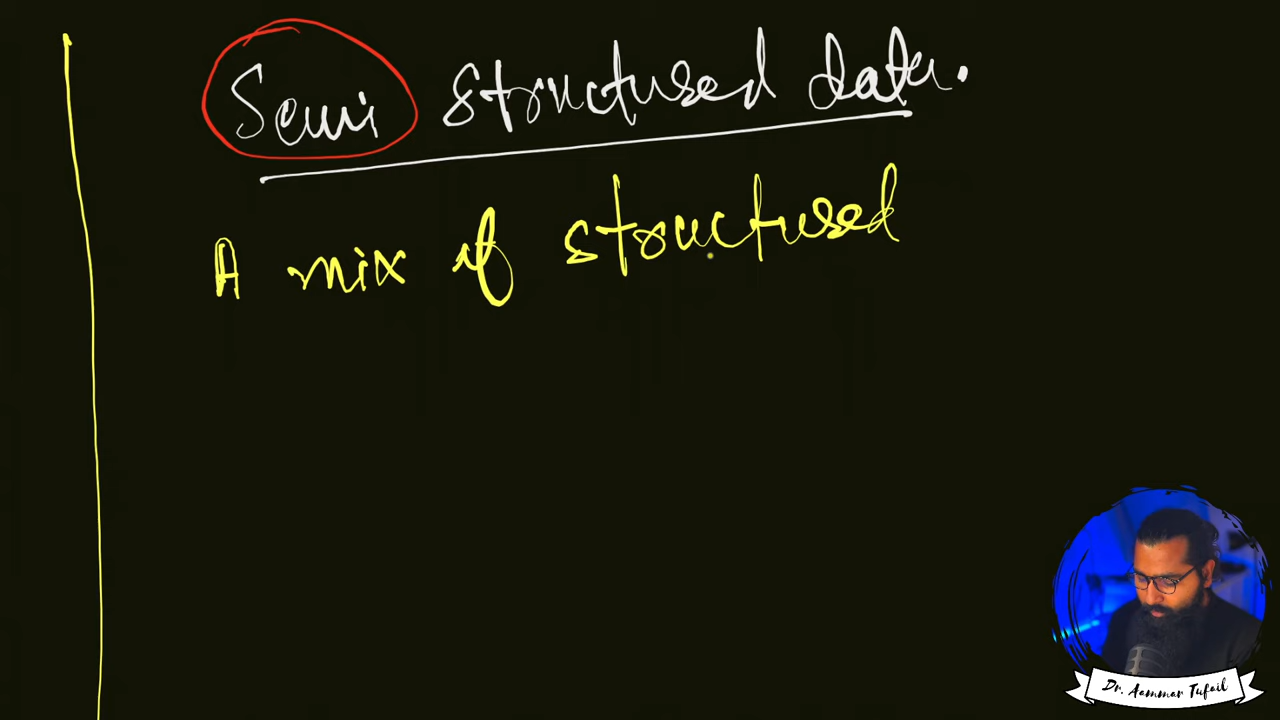 Semi structured data.
A mix of structured
Dr. Aammar Tufail